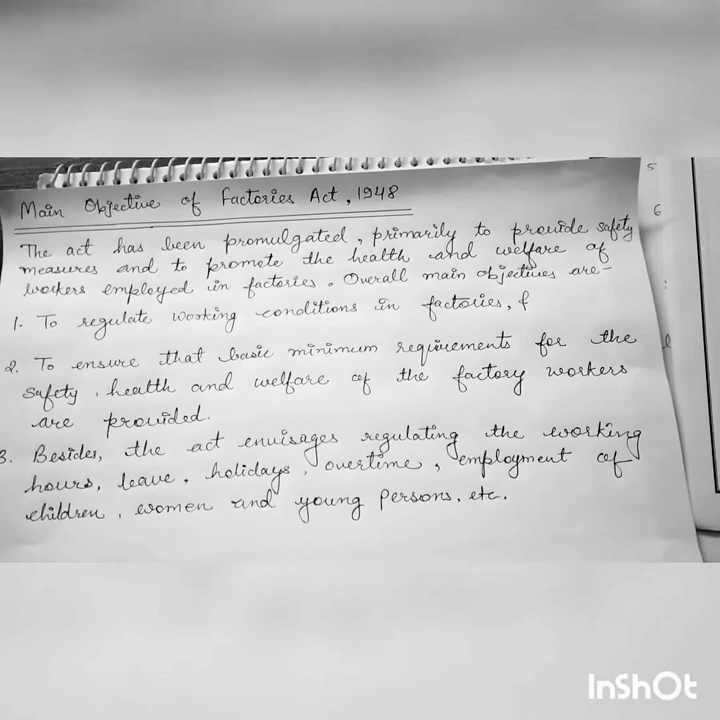 Main Objective of Factories Act, 1948
The act has been promulgated, primarily to provide safety
measures and to promote the health and welfare of
workers employed in factories. Overall main objectives are-
1. To regulate working conditions in factories, &
2. To ensure that basic minimum requirements for the
safety, health and welfare of the factory workers
are provided.
3. Besides, the act envisages regulating the working
hours, leave, holidays, overtime, employment of
children, women and young Persons, etc.
5
6
InShOt